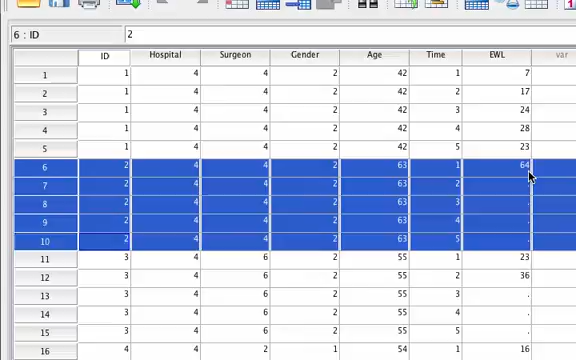 6 : ID 2
ID Hospital Surgeon Gender Age Time EWL var
1 1 4 4 2 42 1 7
2 1 4 4 2 42 2 17
3 1 4 4 2 42 3 24
4 1 4 4 2 42 4 28
5 1 4 4 2 42 5 23
6 2 4 4 2 63 1 64
7 2 4 4 2 63 2 .
8 2 4 4 2 63 3 .
9 2 4 4 2 63 4 .
10 2 4 4 2 63 5 .
11 3 4 6 2 55 1 23
12 3 4 6 2 55 2 36
13 3 4 6 2 55 3 .
14 3 4 6 2 55 4 .
15 3 4 6 2 55 5 .
16 4 4 2 1 54 1 16